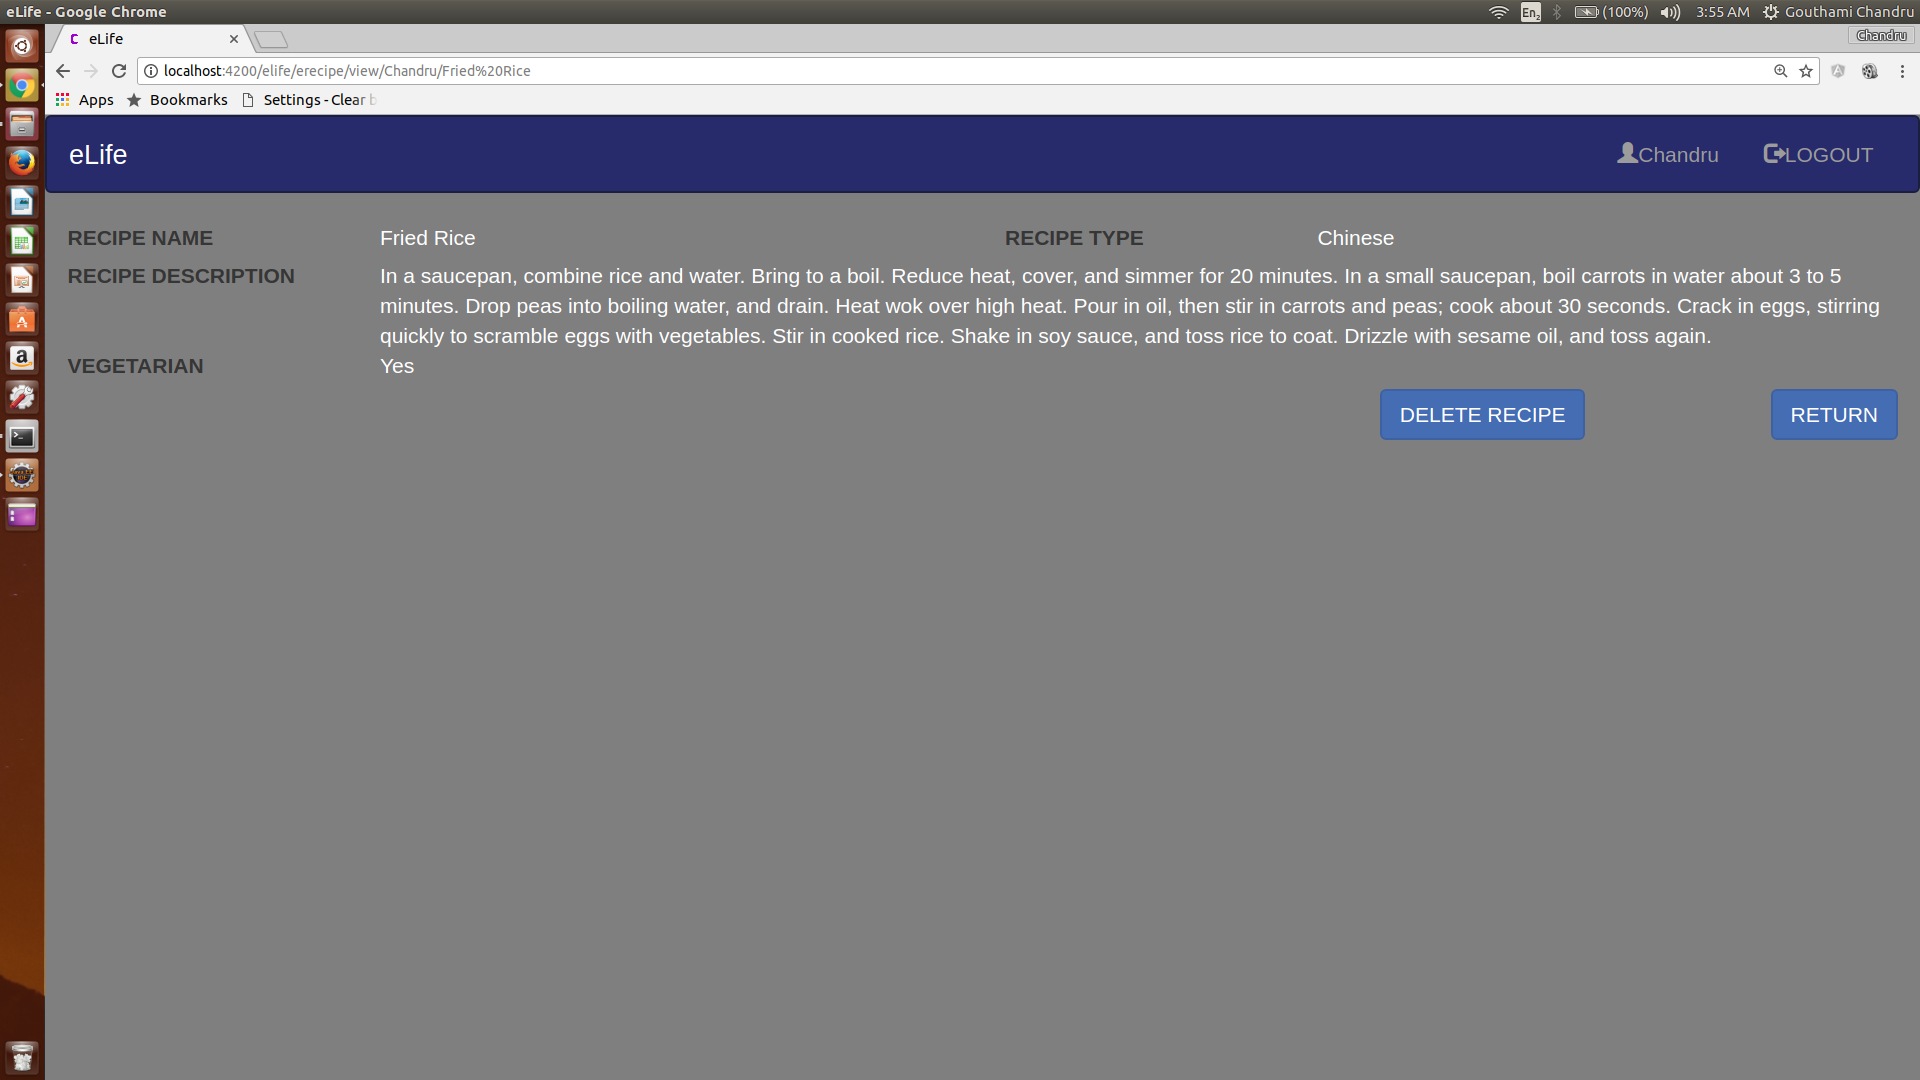 eLife - Google Chrome
En2
(100%)
3:55 AM
Gouthami Chandru
eLife
Chandru
localhost:4200/elife/erecipe/view/Chandru/Fried%20Rice
Apps
Bookmarks
Settings - Clear b
eLife
Chandru
LOGOUT
RECIPE NAME
Fried Rice
RECIPE TYPE
Chinese
RECIPE DESCRIPTION
In a saucepan, combine rice and water. Bring to a boil. Reduce heat, cover, and simmer for 20 minutes. In a small saucepan, boil carrots in water about 3 to 5
minutes. Drop peas into boiling water, and drain. Heat wok over high heat. Pour in oil, then stir in carrots and peas; cook about 30 seconds. Crack in eggs, stirring
quickly to scramble eggs with vegetables. Stir in cooked rice. Shake in soy sauce, and toss rice to coat. Drizzle with sesame oil, and toss again.
VEGETARIAN
Yes
DELETE RECIPE
RETURN